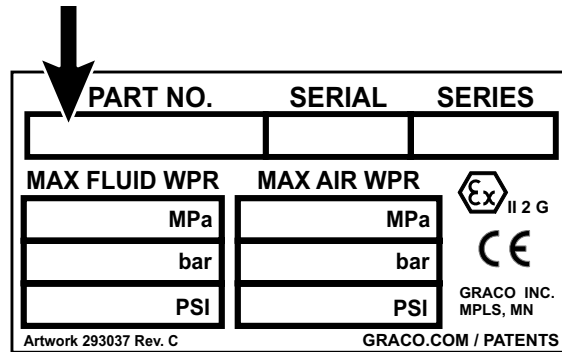 PART NO. SERIAL SERIES
MAX FLUID WPR MAX AIR WPR
MPa MPa
bar bar
PSI PSI
Ex II 2 G
CE
GRACO INC.
MPLS, MN
Artwork 293037 Rev. C GRACO.COM / PATENTS